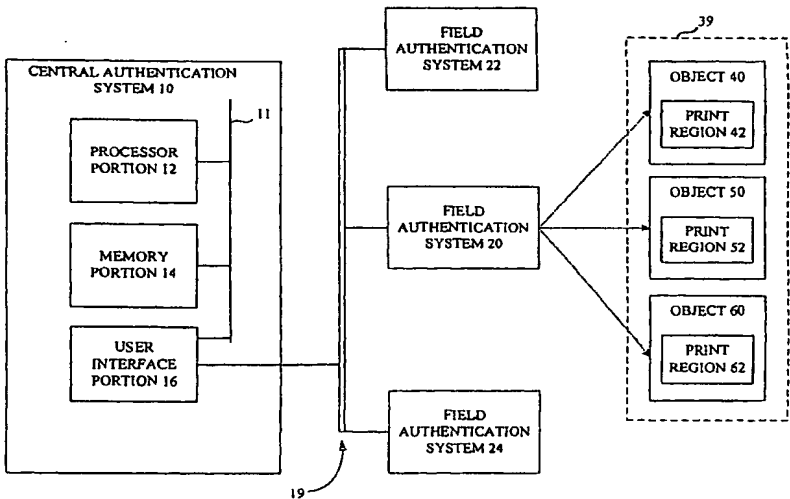 CENTRAL AUTHENTICATION
SYSTEM 10
11
PROCESSOR
PORTION 12
MEMORY
PORTION 14
USER
INTERFACE
PORTION 16
19
FIELD
AUTHENTICATION
SYSTEM 22
FIELD
AUTHENTICATION
SYSTEM 20
FIELD
AUTHENTICATION
SYSTEM 24
39
OBJECT 40
PRINT
REGION 42
OBJECT 50
PRINT
REGION 52
OBJECT 60
PRINT
REGION 62